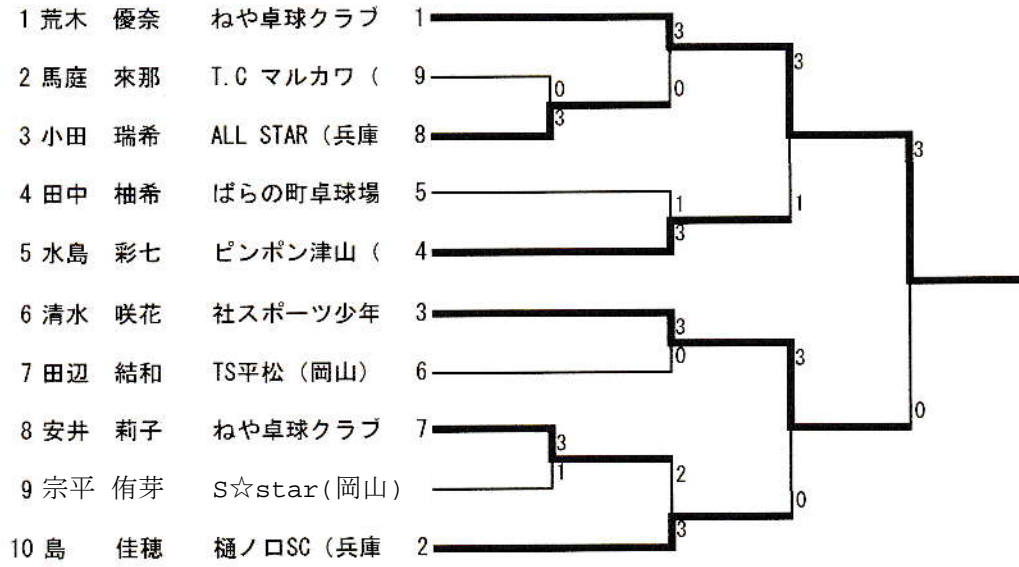 1 荒木 優奈 ねや卓球クラブ 1
2 馬庭 來那 T.C マルカワ ( 9
3 小田 瑞希 ALL STAR (兵庫 8
4 田中 柚希 ばらの町卓球場 5
5 水島 彩七 ピンポン津山 ( 4
6 清水 咲花 社スポーツ少年 3
7 田辺 結和 TS平松 (岡山) 6
8 安井 莉子 ねや卓球クラブ 7
9 宗平 侑芽 S☆star(岡山)
10 島 佳穂 樋ノ口SC (兵庫 2
3
0
0
3
3
1
3
1
3
3
0
3
0
3
1
2
3
0